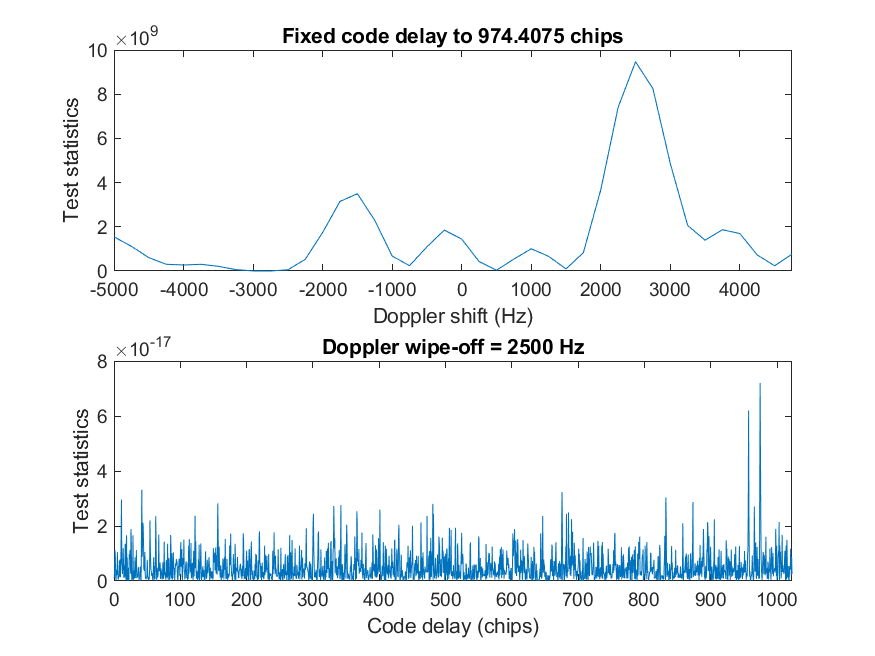 ×10^9
Fixed code delay to 974.4075 chips
10
8
6
4
2
0
Test statistics
-5000 -4000 -3000 -2000 -1000 0 1000 2000 3000 4000
Doppler shift (Hz)
×10^-17
Doppler wipe-off = 2500 Hz
8
6
4
2
0
Test statistics
0 100 200 300 400 500 600 700 800 900 1000
Code delay (chips)